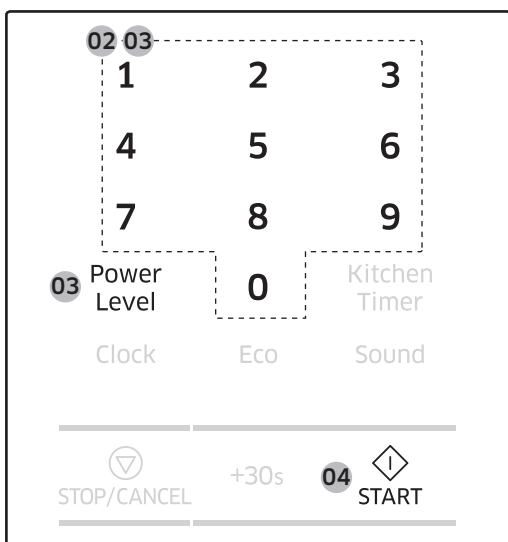 02 03
1 2 3
4 5 6
7 8 9
03 Power Level 0 Kitchen Timer
Clock Eco Sound
STOP/CANCEL +30s 04 START